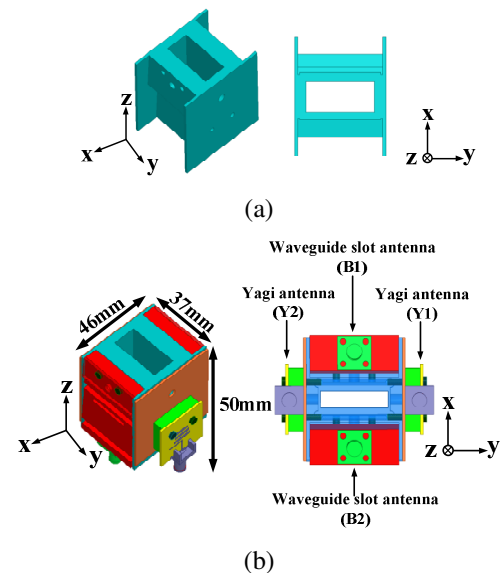 z
x
y
x
z
y
(a)
Waveguide slot antenna
(B1)
Yagi antenna
(Y2)
Yagi antenna
(Y1)
46mm
37mm
50mm
z
x
y
x
z
y
Waveguide slot antenna
(B2)
(b)